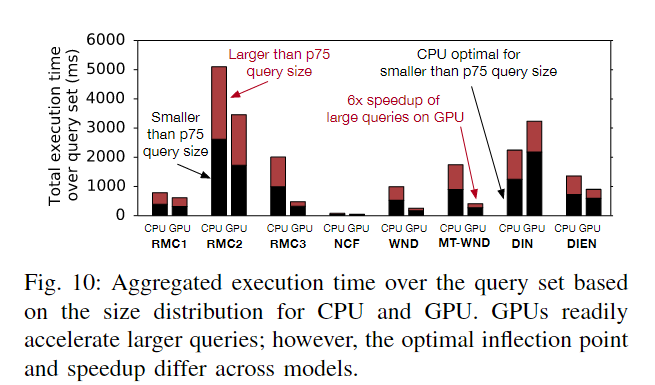 Total execution time
over query set (ms)
6000
5000
4000
3000
2000
1000
0
Larger than p75
query size
CPU optimal for
smaller than p75 query size
6x speedup of
large queries on GPU
Smaller
than p75
query size
CPU GPU CPU GPU CPU GPU CPU GPU CPU GPU CPU GPU CPU GPU CPU GPU
RMC1 RMC2 RMC3 NCF WND MT-WND DIN DIEN
Fig. 10: Aggregated execution time over the query set based
on the size distribution for CPU and GPU. GPUs readily
accelerate larger queries; however, the optimal inflection point
and speedup differ across models.